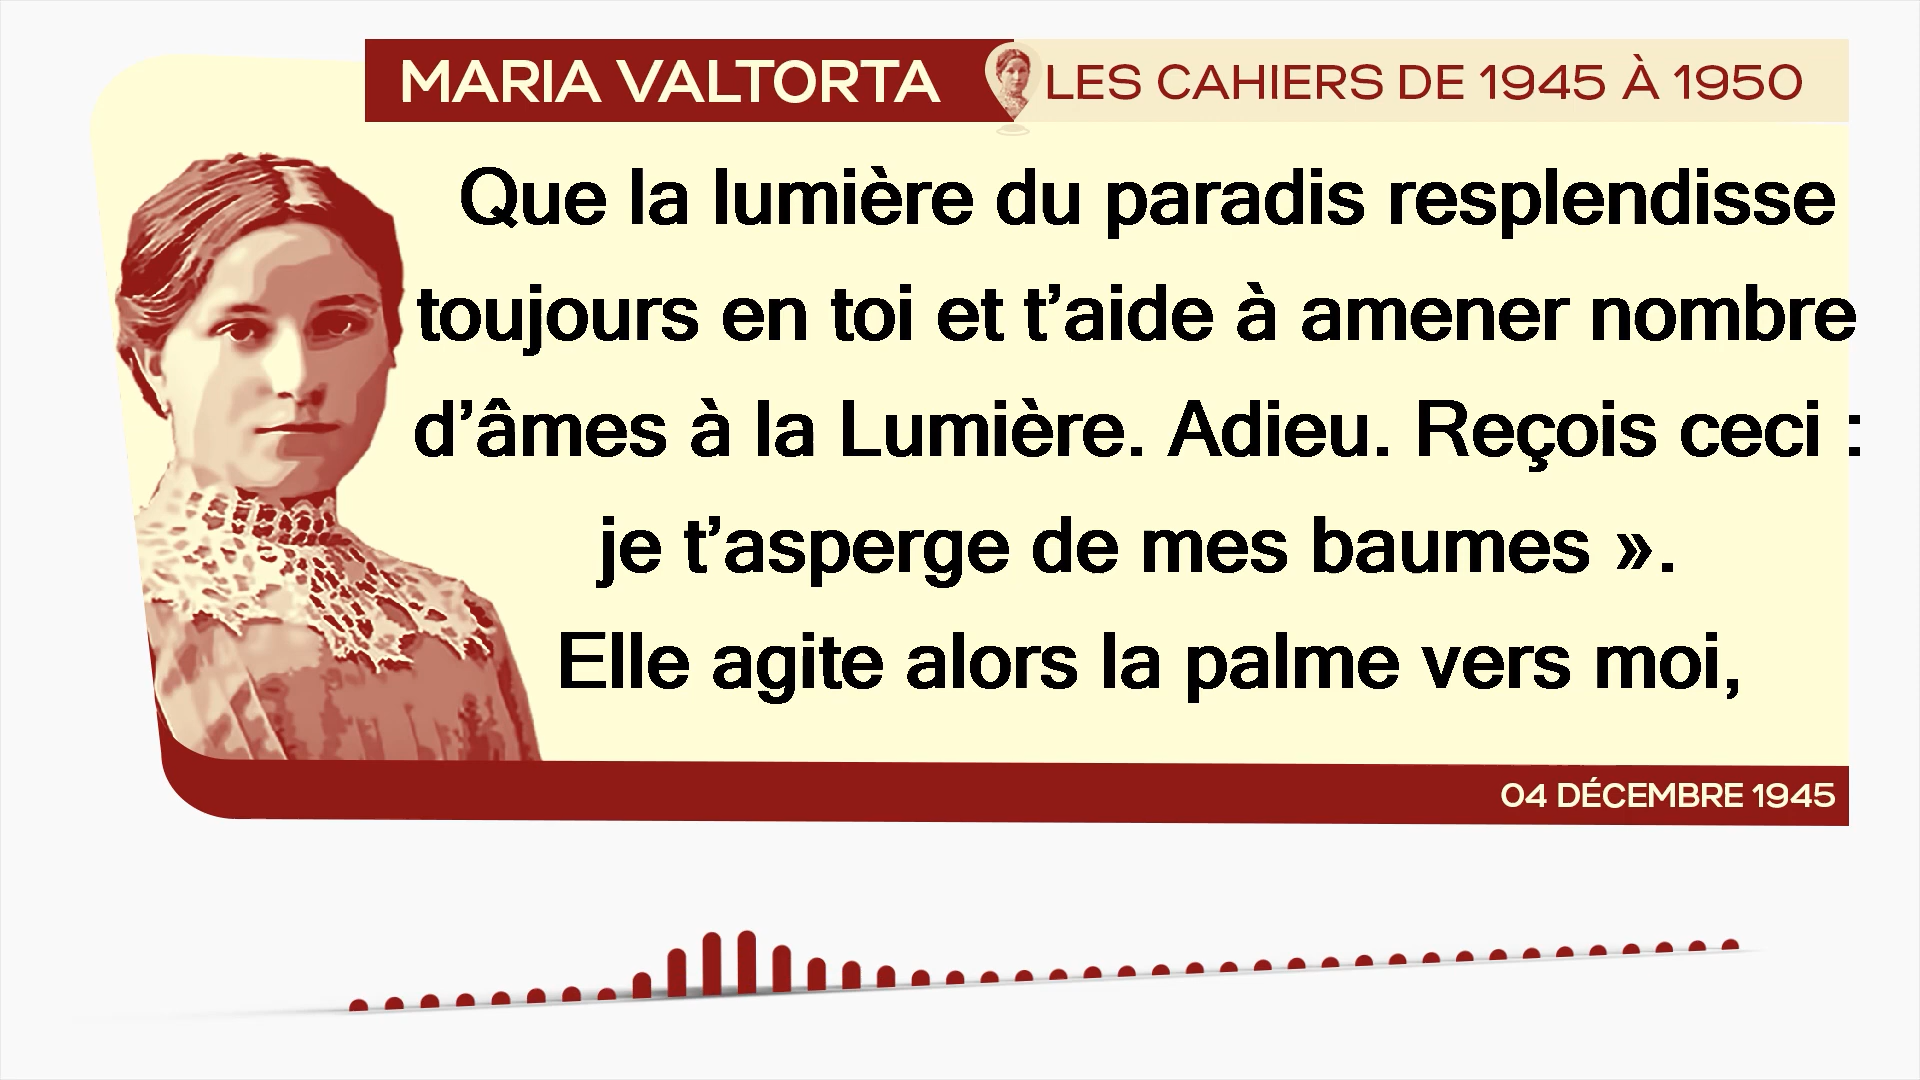 MARIA VALTORTA
LES CAHIERS DE 1945 À 1950
Que la lumière du paradis resplendisse
toujours en toi et t’aide à amener nombre
d’âmes à la Lumière. Adieu. Reçois ceci :
je t’asperge de mes baumes ».
Elle agite alors la palme vers moi,
04 DÉCEMBRE 1945